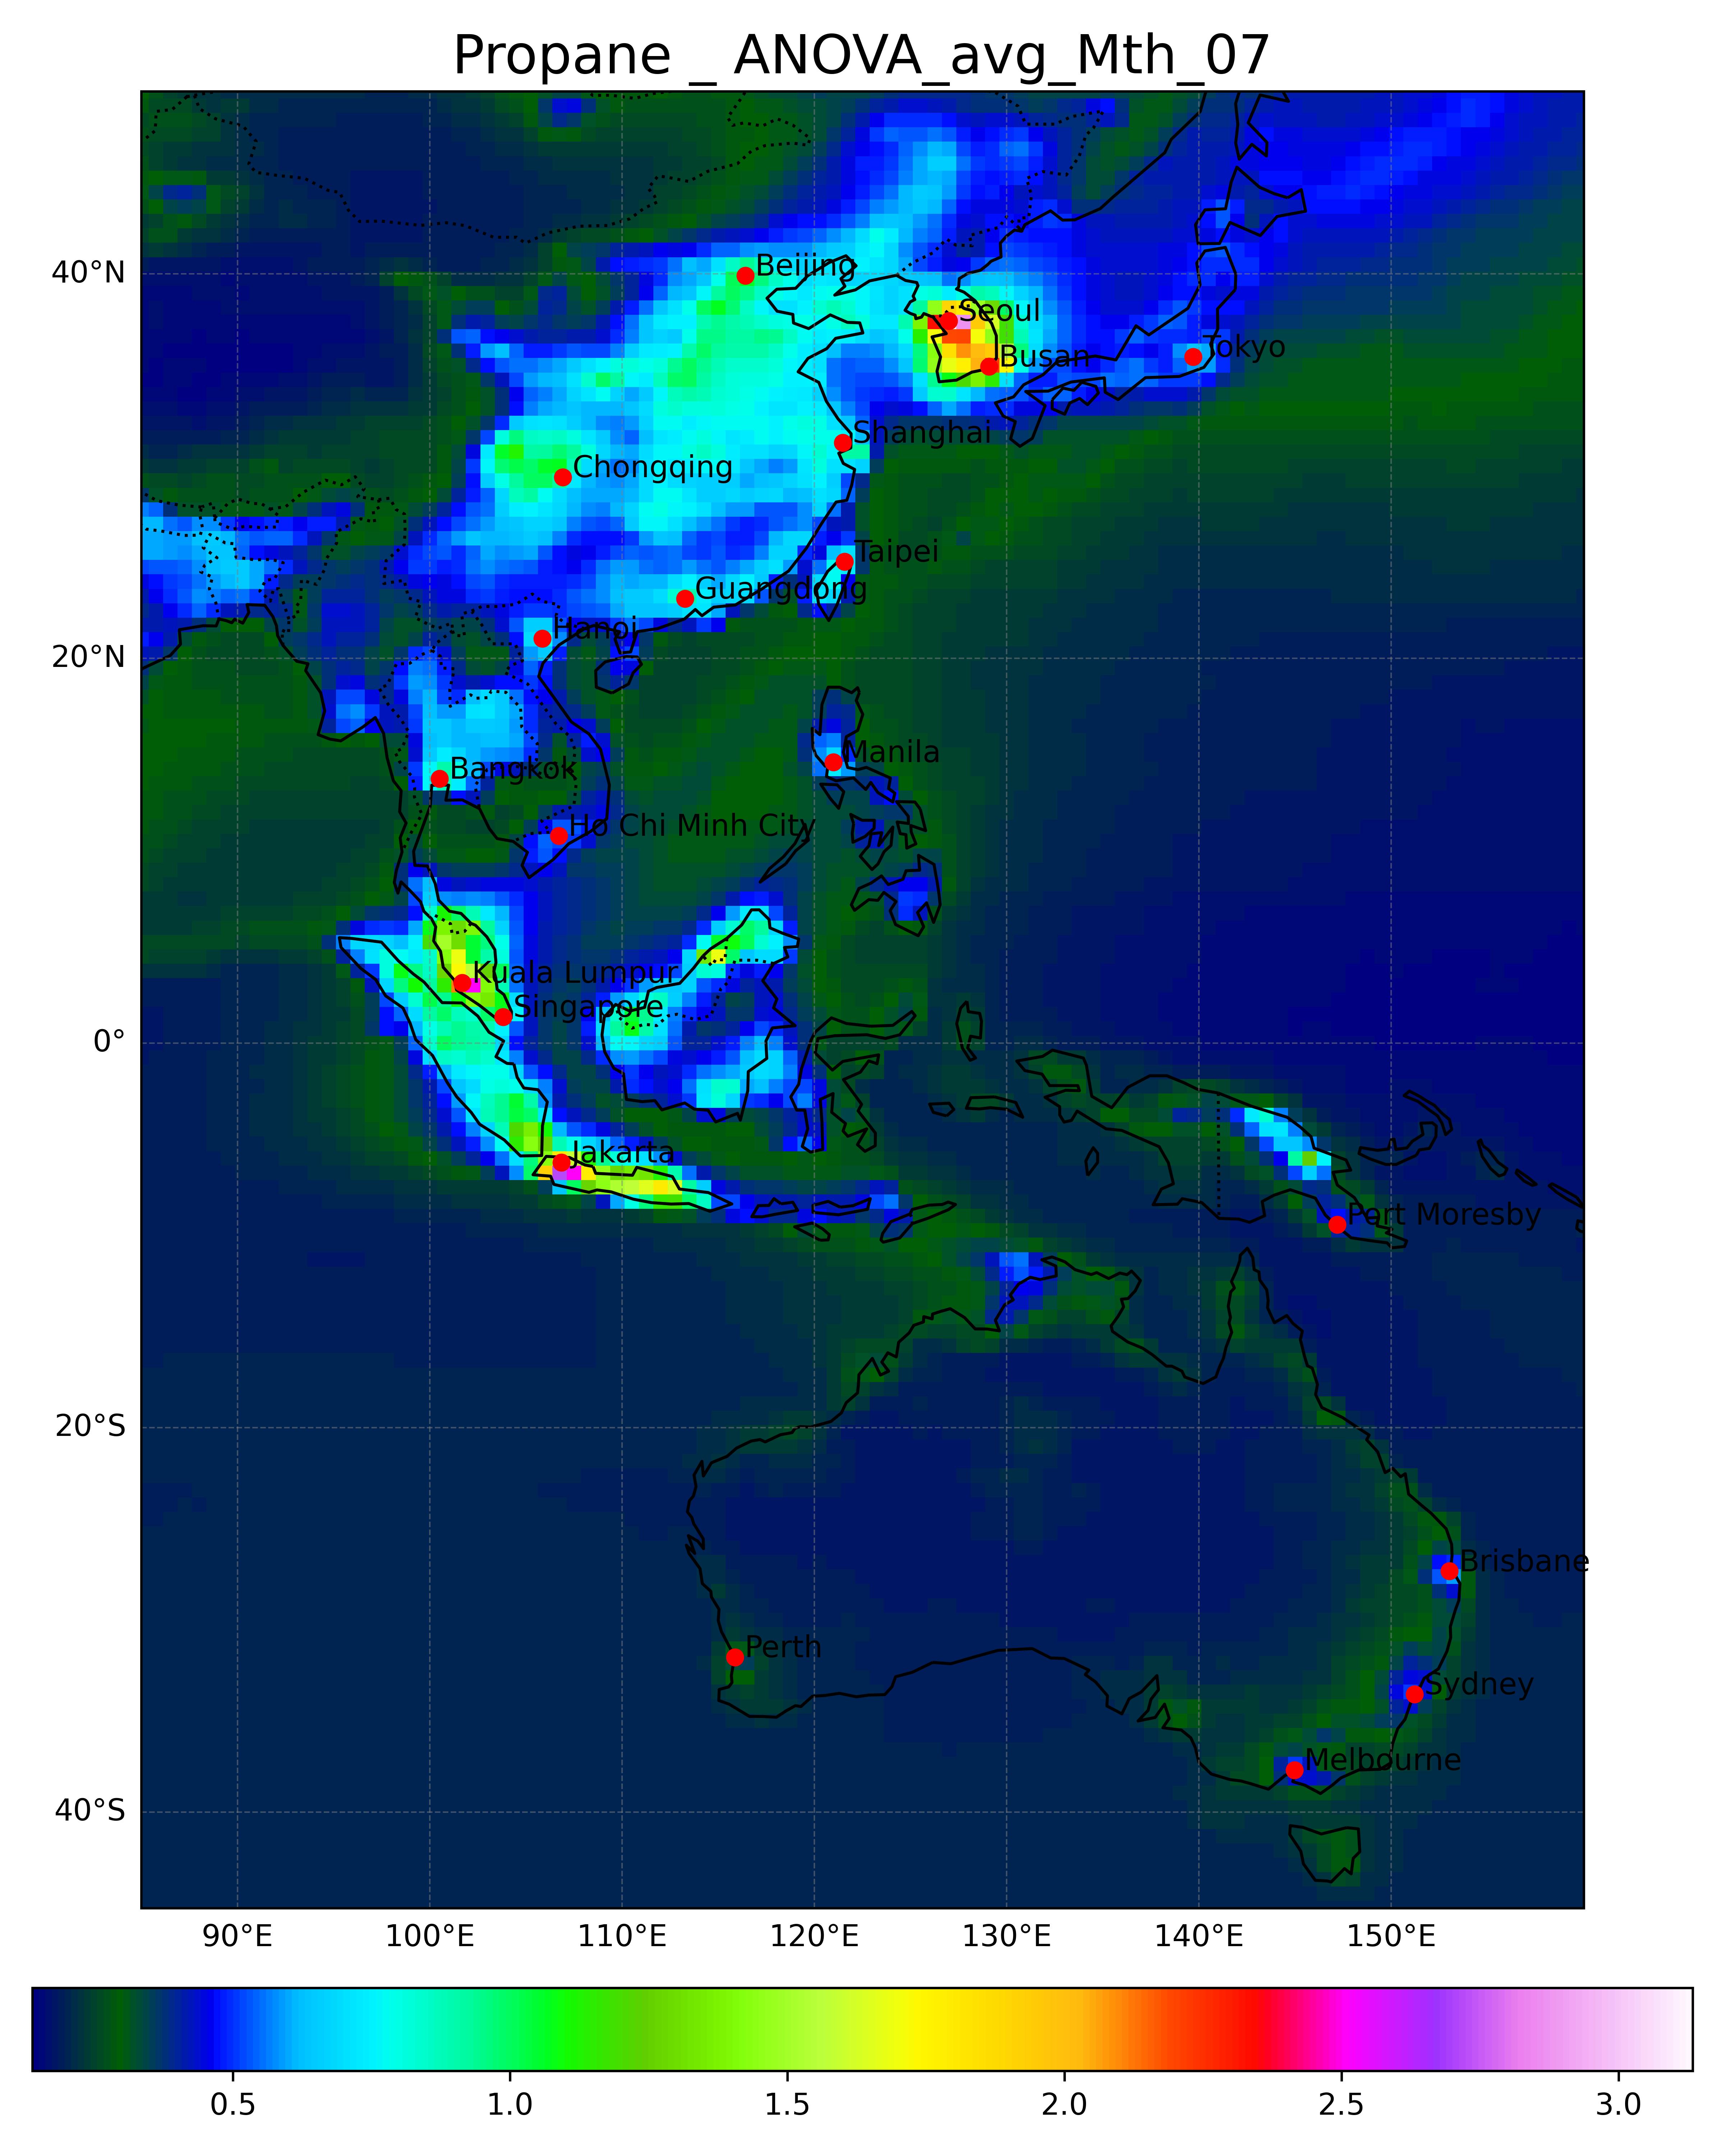 Propane _ ANOVA_avg_Mth_07
40°N
20°N
0°
20°S
40°S
Beijing
Seoul
Busan
Tokyo
Shanghai
Chongqing
Taipei
Guangdong
Hanoi
Manila
Bangkok
Ho Chi Minh City
Kuala Lumpur
Singapore
Jakarta
Port Moresby
Brisbane
Perth
Sydney
Melbourne
90°E 100°E 110°E 120°E 130°E 140°E 150°E
0.5 1.0 1.5 2.0 2.5 3.0